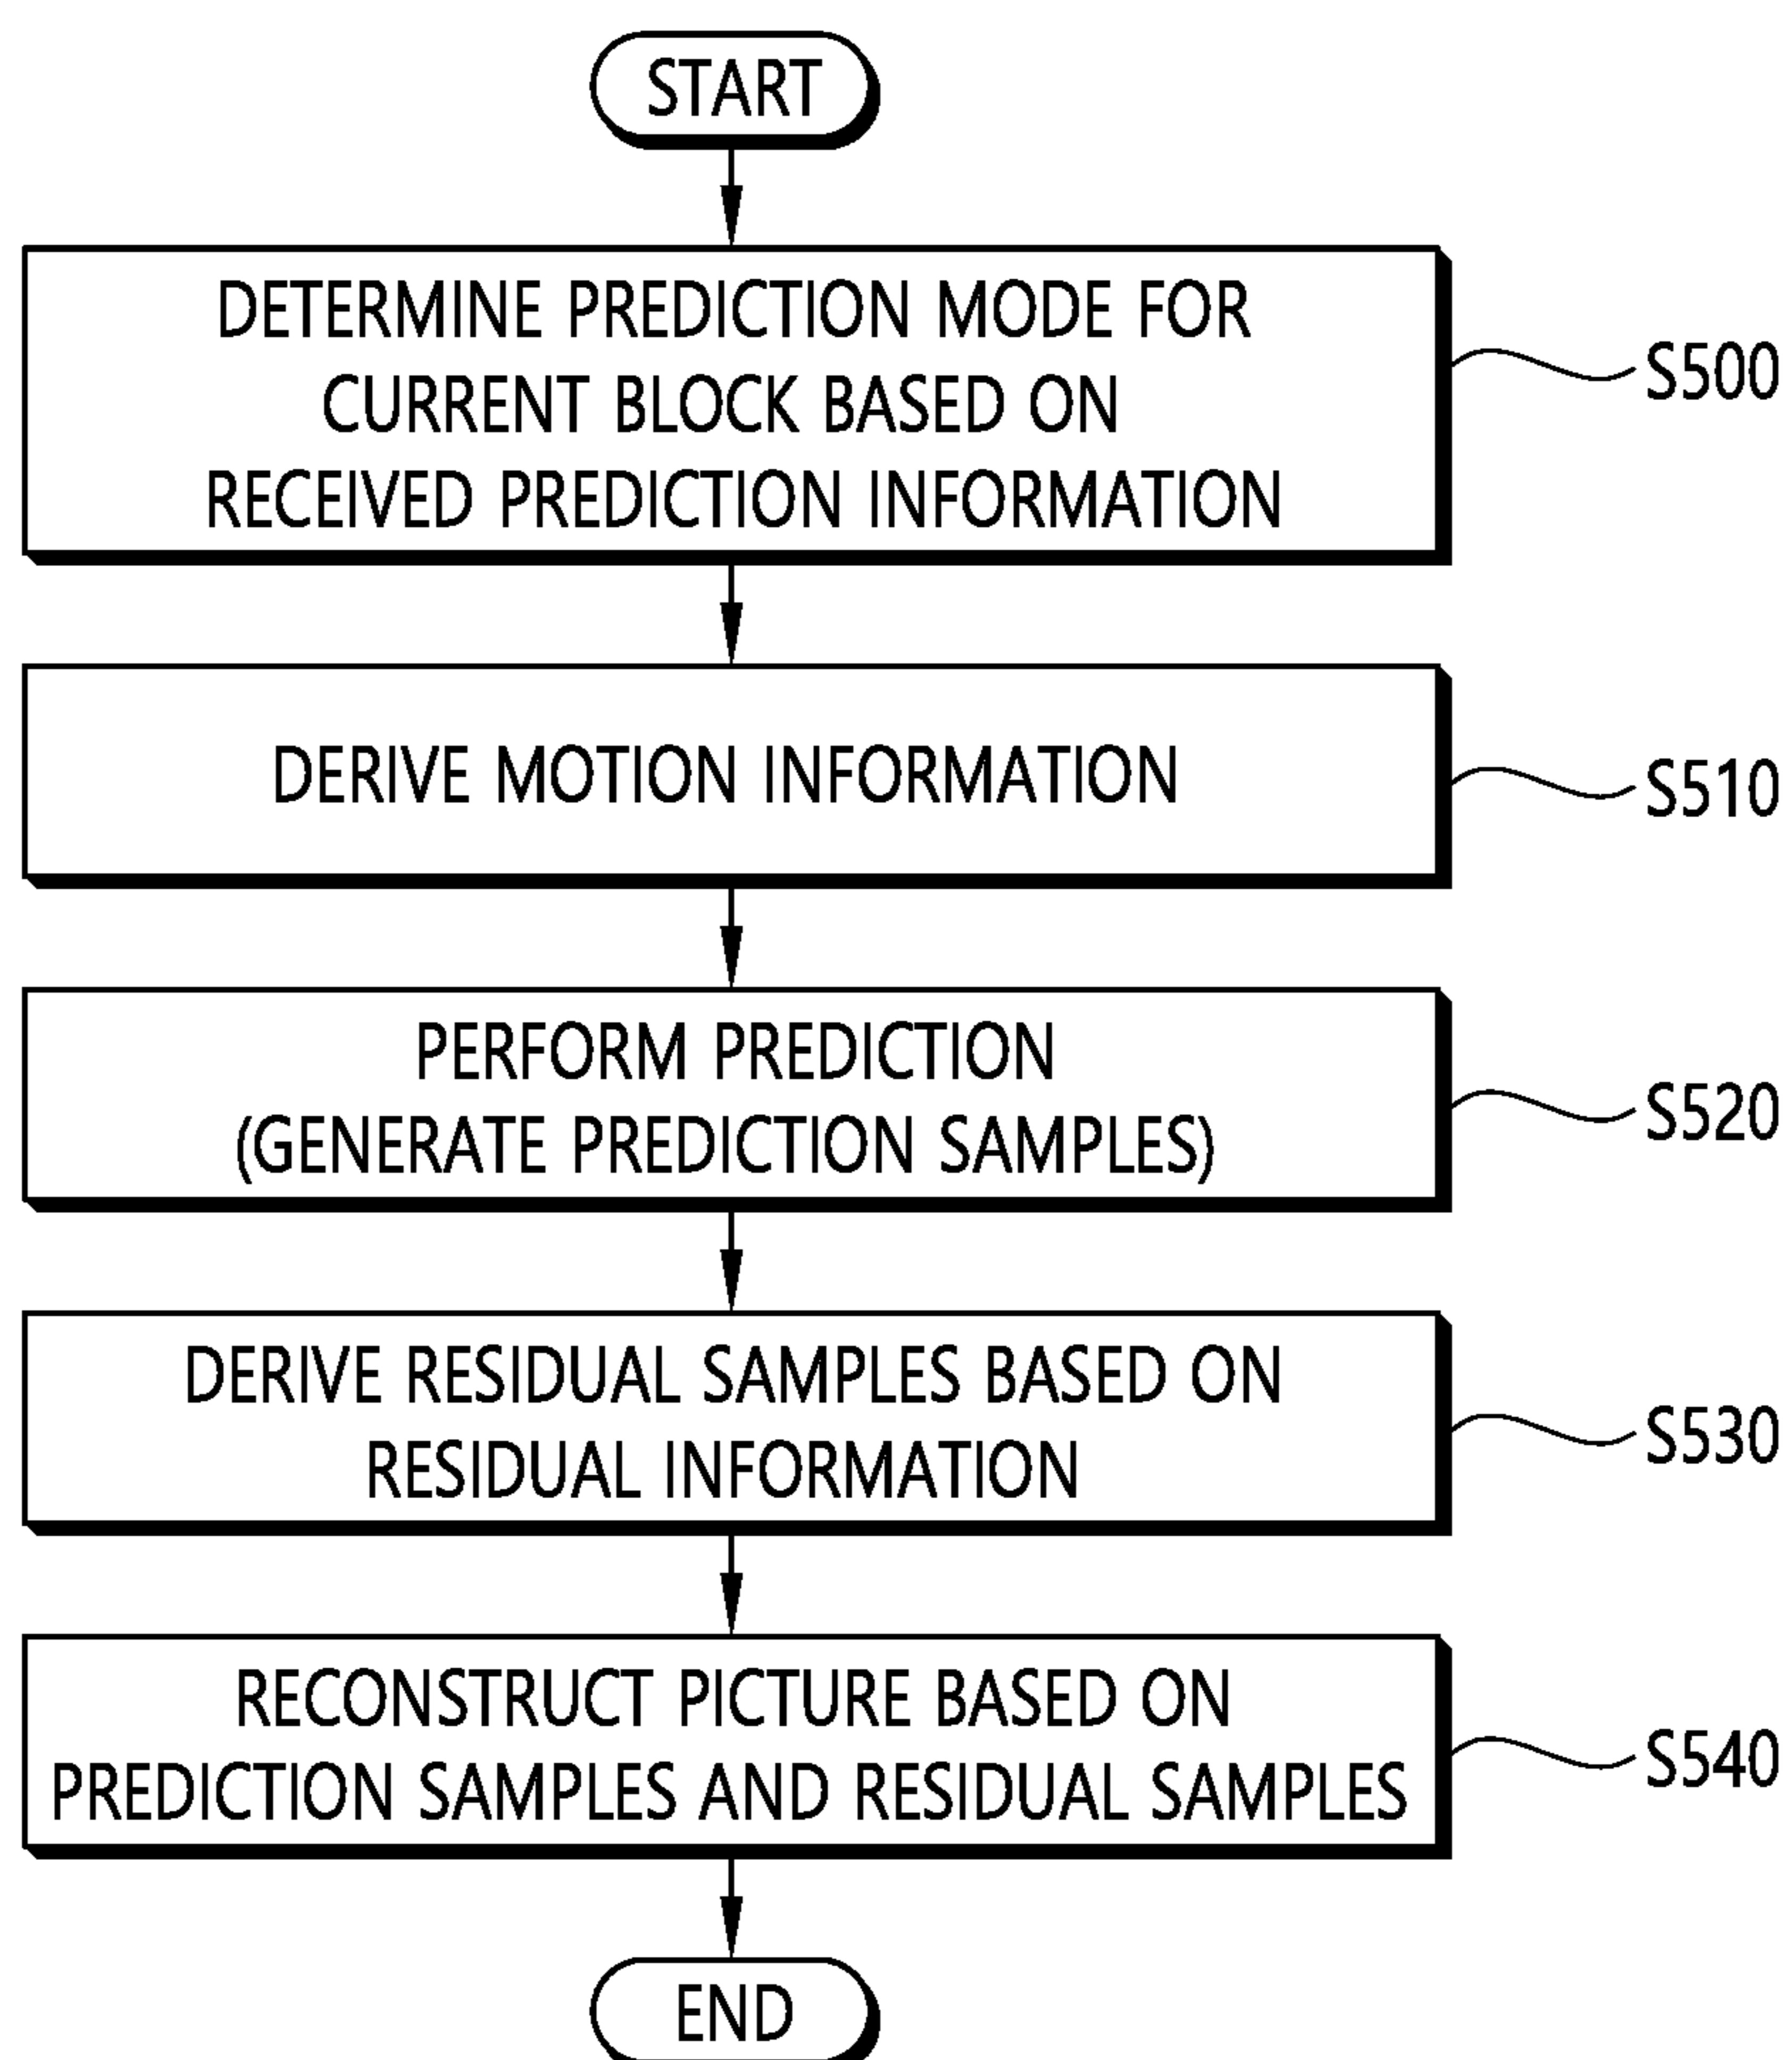 START
DETERMINE PREDICTION MODE FOR
CURRENT BLOCK BASED ON
RECEIVED PREDICTION INFORMATION
S500
DERIVE MOTION INFORMATION
S510
PERFORM PREDICTION
(GENERATE PREDICTION SAMPLES)
S520
DERIVE RESIDUAL SAMPLES BASED ON
RESIDUAL INFORMATION
S530
RECONSTRUCT PICTURE BASED ON
PREDICTION SAMPLES AND RESIDUAL SAMPLES
S540
END